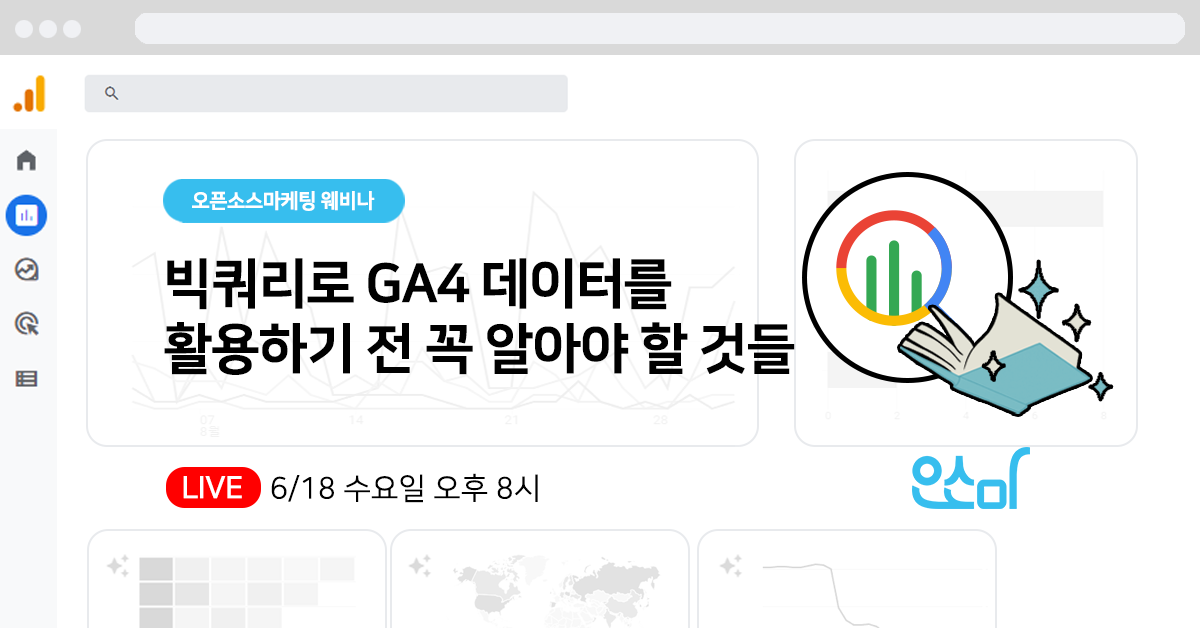 오픈소스마케팅 웨비나
빅쿼리로 GA4 데이터를
활용하기 전 꼭 알아야 할 것들
07 14 21 28
8월
0 2 4 6 8
LIVE 6/18 수요일 오후 8시
오소마